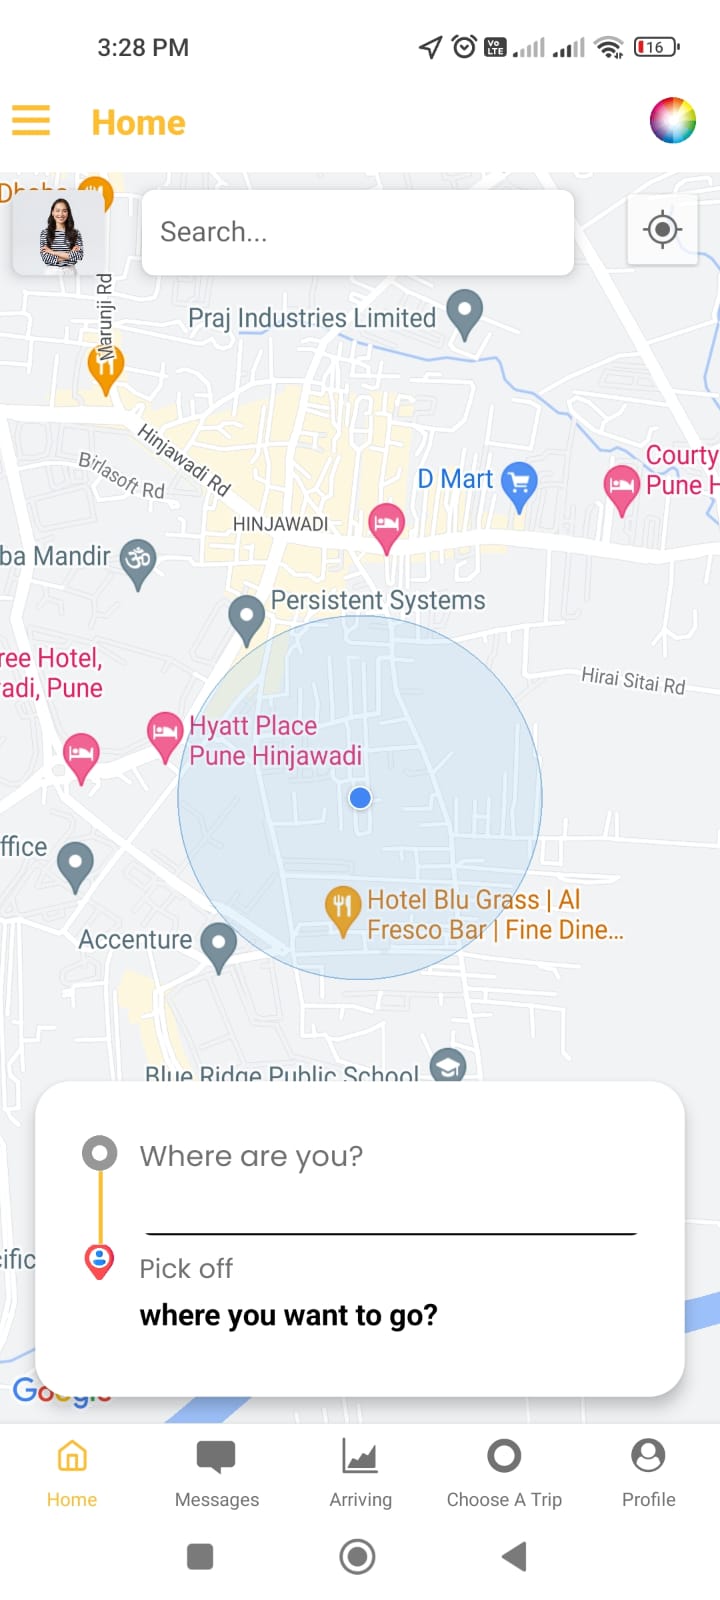 3:28 PM
Vo LTE
16
Home
Search...
Marunji Rd
Praj Industries Limited
Hinjawadi Rd
Birlasoft Rd
D Mart
Courty
Pune H
HINJAWADI
ba Mandir
Persistent Systems
ree Hotel,
adi, Pune
Hirai Sitai Rd
Hyatt Place
Pune Hinjawadi
ffice
Hotel Blu Grass | Al
Fresco Bar | Fine Dine...
Accenture
Blue Ridge Public School
Where are you?
cific
Pick off
where you want to go?
Google
Home
Messages
Arriving
Choose A Trip
Profile